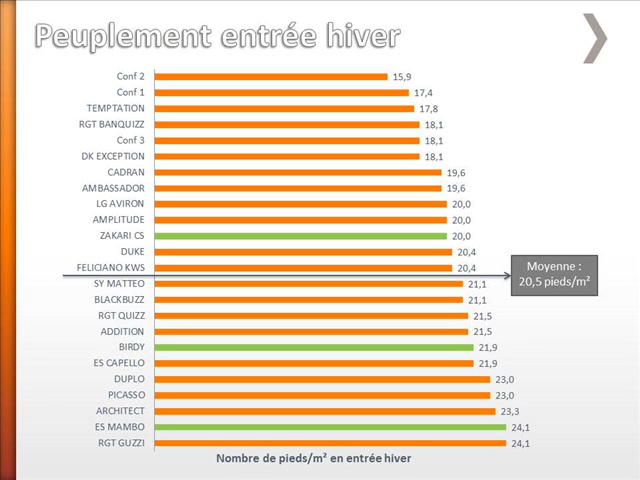 Peuplement entrée hiver
Conf 2 15,9
Conf 1 17,4
TEMPTATION 17,8
RGT BANQUIZZ 18,1
Conf 3 18,1
DK EXCEPTION 18,1
CADRAN 19,6
AMBASSADOR 19,6
LG AVIRON 20,0
AMPLITUDE 20,0
ZAKARI CS 20,0
DUKE 20,4
FELICIANO KWS 20,4
Moyenne :
20,5 pieds/m²
SY MATTEO 21,1
BLACKBUZZ 21,1
RGT QUIZZ 21,5
ADDITION 21,5
BIRDY 21,9
ES CAPELLO 21,9
DUPLO 23,0
PICASSO 23,0
ARCHITECT 23,3
ES MAMBO 24,1
RGT GUZZI 24,1
Nombre de pieds/m² en entrée hiver